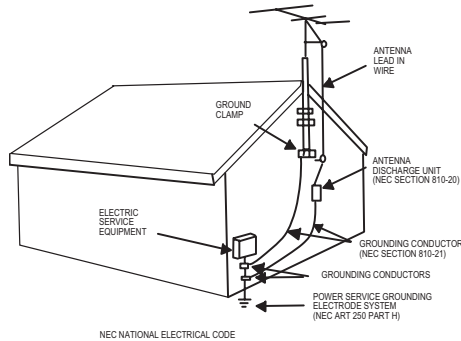 ANTENNA
LEAD IN
WIRE
GROUND
CLAMP
ANTENNA
DISCHARGE UNIT
(NEC SECTION 810-20)
ELECTRIC
SERVICE
EQUIPMENT
GROUNDING CONDUCTOR
(NEC SECTION 810-21)
GROUNDING CONDUCTORS
POWER SERVICE GROUNDING
ELECTRODE SYSTEM
(NEC ART 250 PART H)
NEC NATIONAL ELECTRICAL CODE